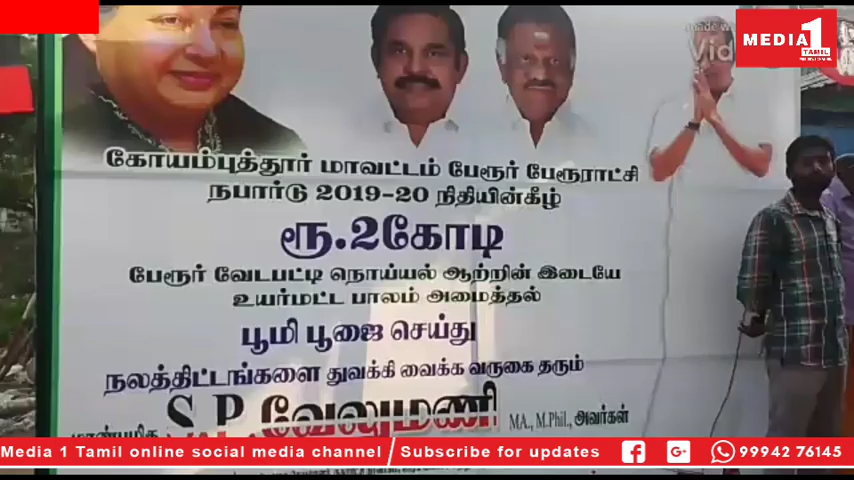 made w
Vid
MEDIA 1
TAMIL
கோயம்புத்தூர் மாவட்டம் பேரூர் பேரூராட்சி
நபார்டு 2019-20 நிதியின்கீழ்
ரூ.2கோடி
பேரூர் வேடபட்டி நொய்யல் ஆற்றின் இடையே
உயர்மட்ட பாலம் அமைத்தல்
பூமி பூஜை செய்து
நலத்திட்டங்களை துவக்கி வைக்க வருகை தரும்
S.P.வேலுமணி MA., M.Phil., அவர்கள்
Media 1 Tamil online social media channel / Subscribe for updates f G+ 99942 76145